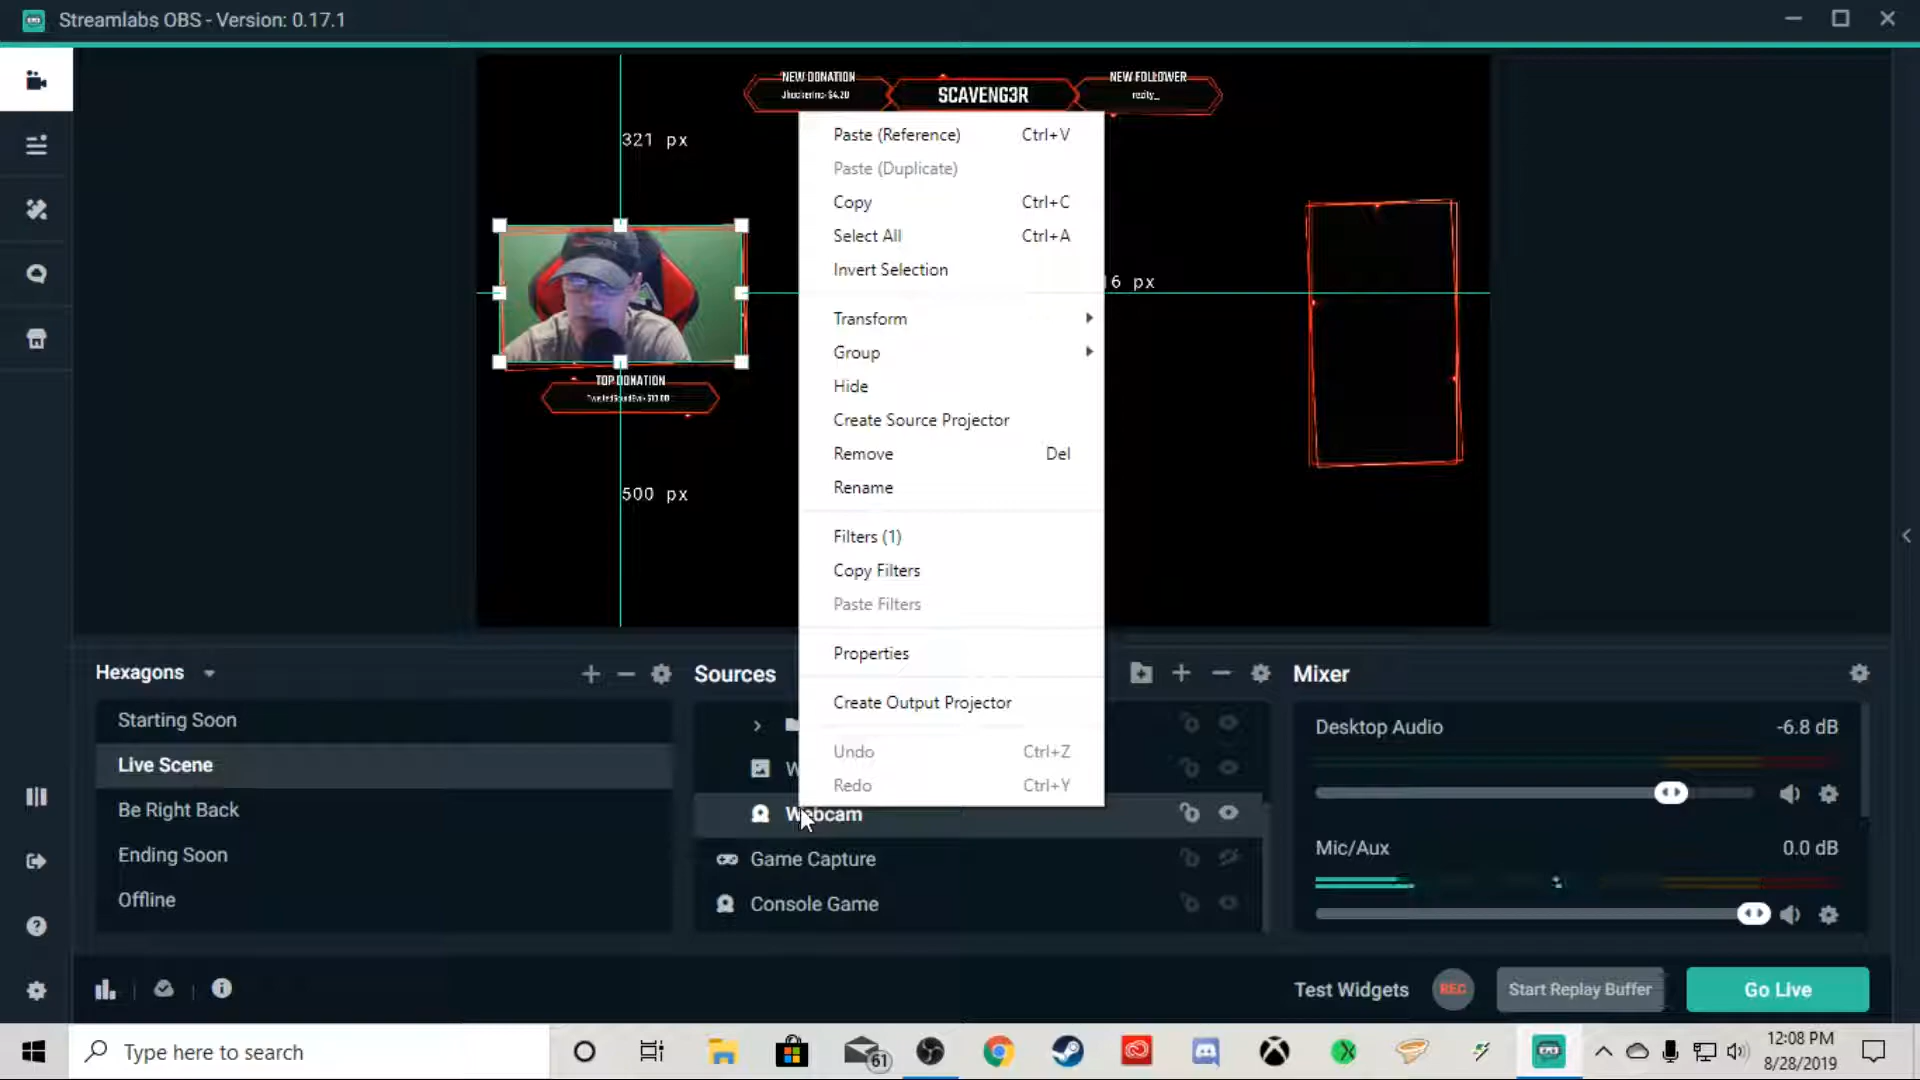 Streamlabs OBS - Version: 0.17.1
NEW DONATION
SCAVENG3R
NEW FOLLOWER
rezity_
321 px
6 px
TOP DONATION
500 px
Paste (Reference) Ctrl+V
Paste (Duplicate)
Copy Ctrl+C
Select All Ctrl+A
Invert Selection
Transform
Group
Hide
Create Source Projector
Remove Del
Rename
Filters (1)
Copy Filters
Paste Filters
Properties
Create Output Projector
Undo Ctrl+Z
Redo Ctrl+Y
Hexagons
Starting Soon
Live Scene
Be Right Back
Ending Soon
Offline
Sources
W
Webcam
Game Capture
Console Game
Mixer
Desktop Audio -6.8 dB
Mic/Aux 0.0 dB
Test Widgets
REC
Start Replay Buffer
Go Live
Type here to search
61
12:08 PM
8/28/2019